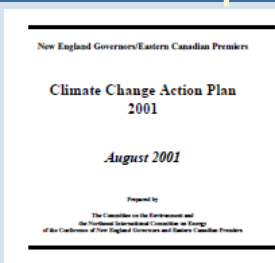 New England Governors/Eastern Canadian Premiers
Climate Change Action Plan
2001
August 2001
Prepared by
The Committee on the Environment and
the Northeast International Committee on Energy
of the Conference of New England Governors and Eastern Canadian Premiers